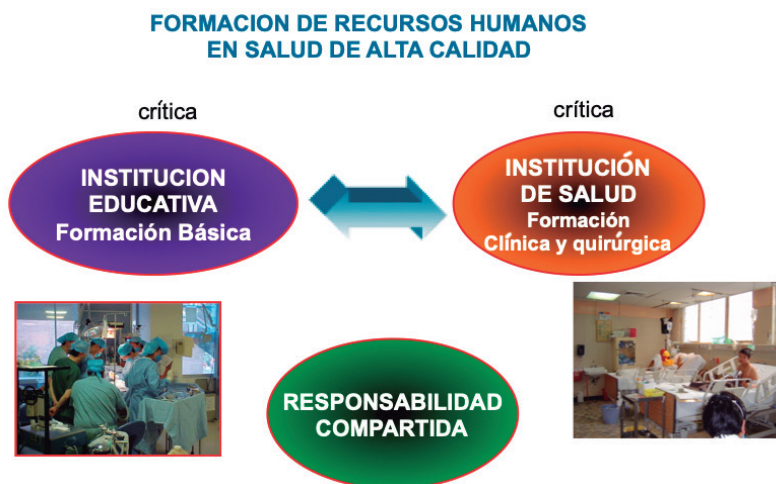 FORMACION DE RECURSOS HUMANOS
EN SALUD DE ALTA CALIDAD
crítica
INSTITUCION
EDUCATIVA
Formación Básica
crítica
INSTITUCIÓN
DE SALUD
Formación
Clínica y quirúrgica
RESPONSABILIDAD
COMPARTIDA